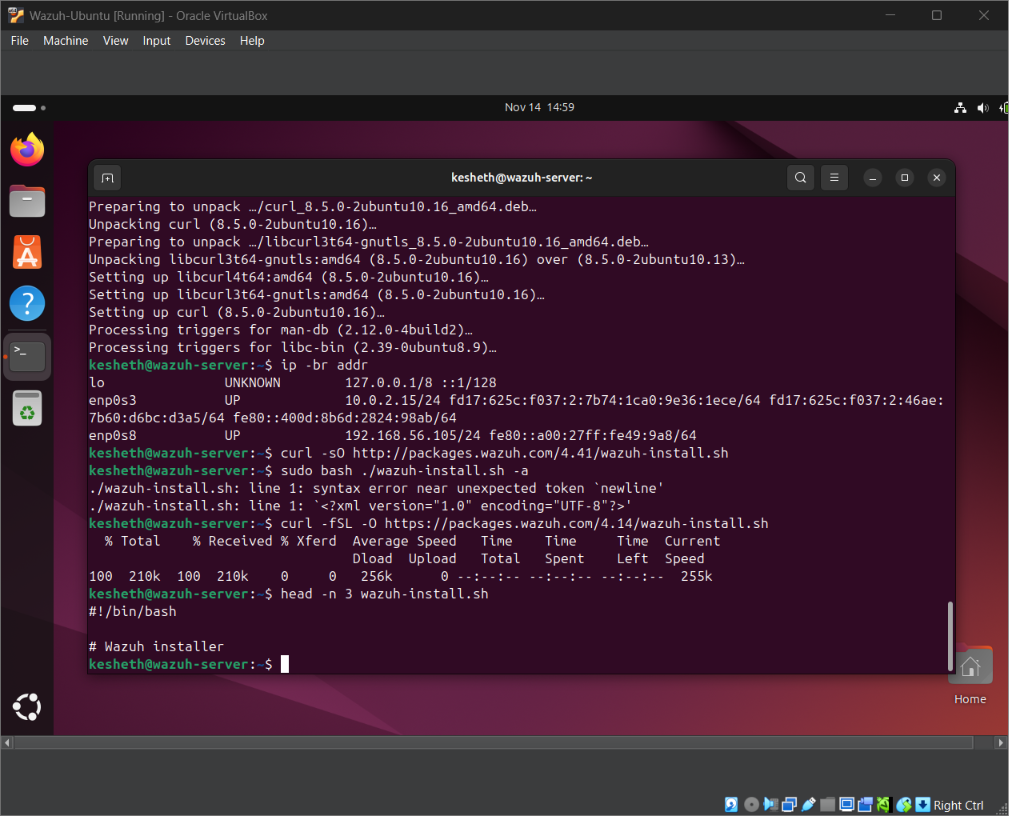 Wazuh-Ubuntu [Running] - Oracle VirtualBox
File Machine View Input Devices Help
Nov 14 14:59
kesheth@wazuh-server: ~
Preparing to unpack …/curl_8.5.0-2ubuntu10.16_amd64.deb…
Unpacking curl (8.5.0-2ubuntu10.16)…
Preparing to unpack …/libcurl3t64-gnutls_8.5.0-2ubuntu10.16_amd64.deb…
Unpacking libcurl3t64-gnutls:amd64 (8.5.0-2ubuntu10.16) over (8.5.0-2ubuntu10.13)…
Setting up libcurl4t64:amd64 (8.5.0-2ubuntu10.16)…
Setting up libcurl3t64-gnutls:amd64 (8.5.0-2ubuntu10.16)…
Setting up curl (8.5.0-2ubuntu10.16)…
Processing triggers for man-db (2.12.0-4build2)…
Processing triggers for libc-bin (2.39-0ubuntu8.9)…
kesheth@wazuh-server:~$ ip -br addr
lo UNKNOWN 127.0.0.1/8 ::1/128
enp0s3 UP 10.0.2.15/24 fd17:625c:f037:2:7b74:1ca0:9e36:1ece/64 fd17:625c:f037:2:46ae:
7b60:d6bc:d3a5/64 fe80::400d:8b6d:2824:98ab/64
enp0s8 UP 192.168.56.105/24 fe80::a00:27ff:fe49:9a8/64
kesheth@wazuh-server:~$ curl -sO http://packages.wazuh.com/4.41/wazuh-install.sh
kesheth@wazuh-server:~$ sudo bash ./wazuh-install.sh -a
./wazuh-install.sh: line 1: syntax error near unexpected token `newline'
./wazuh-install.sh: line 1: `<?xml version="1.0" encoding="UTF-8"?>'
kesheth@wazuh-server:~$ curl -fSL -O https://packages.wazuh.com/4.14/wazuh-install.sh
% Total % Received % Xferd Average Speed Time Time Time Current
Dload Upload Total Spent Left Speed
100 210k 100 210k 0 0 256k 0 --:--:-- --:--:-- --:--:-- 255k
kesheth@wazuh-server:~$ head -n 3 wazuh-install.sh
#!/bin/bash
# Wazuh installer
kesheth@wazuh-server:~$
Home
Right Ctrl